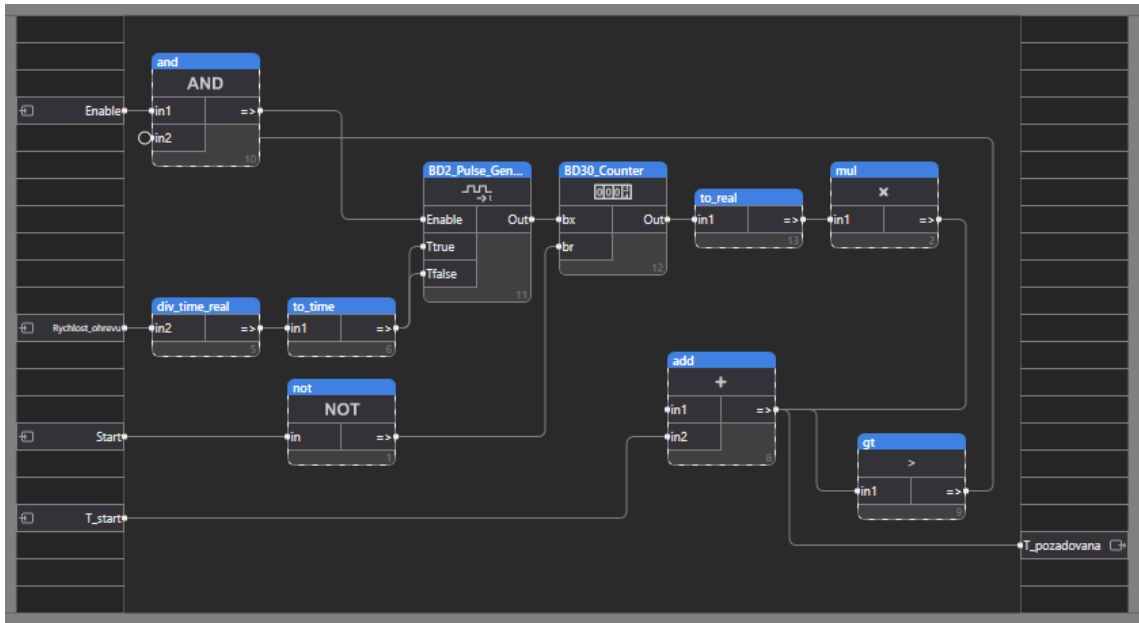 and
AND
Enable
in1
=>
in2
10
BD2_Pulse_Gen...
BD30_Counter
mul
t
000
to_real
×
Enable
Out
bx
Out
in1
=>
in1
=>
Ttrue
br
13
2
Tfalse
12
11
div_time_real
to_time
Rychlost_ohrevu
in2
=>
in1
=>
5
6
add
not
+
NOT
in1
=>
Start
in
=>
in2
gt
1
8
>
in1
=>
T_start
9
T_pozadovana